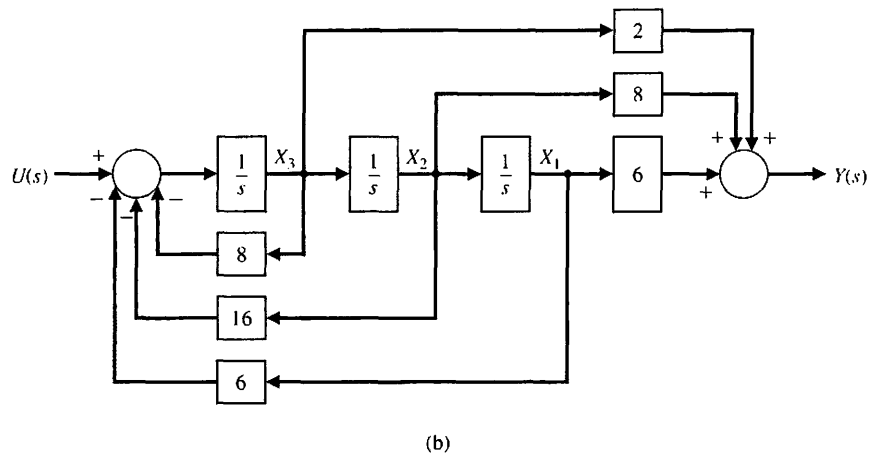 2
8
U(s) + 1/s X₃ 1/s X₂ 1/s X₁ 6 + + + Y(s)
− − −
8
16
6
(b)